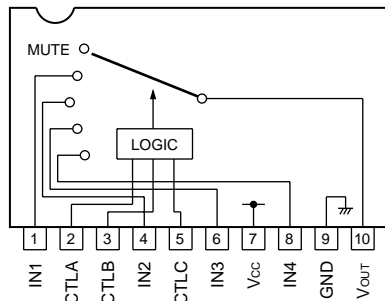 MUTE
LOGIC
1 2 3 4 5 6 7 8 9 10
IN1
CTLA
CTLB
IN2
CTLC
IN3
VCC
IN4
GND
VOUT